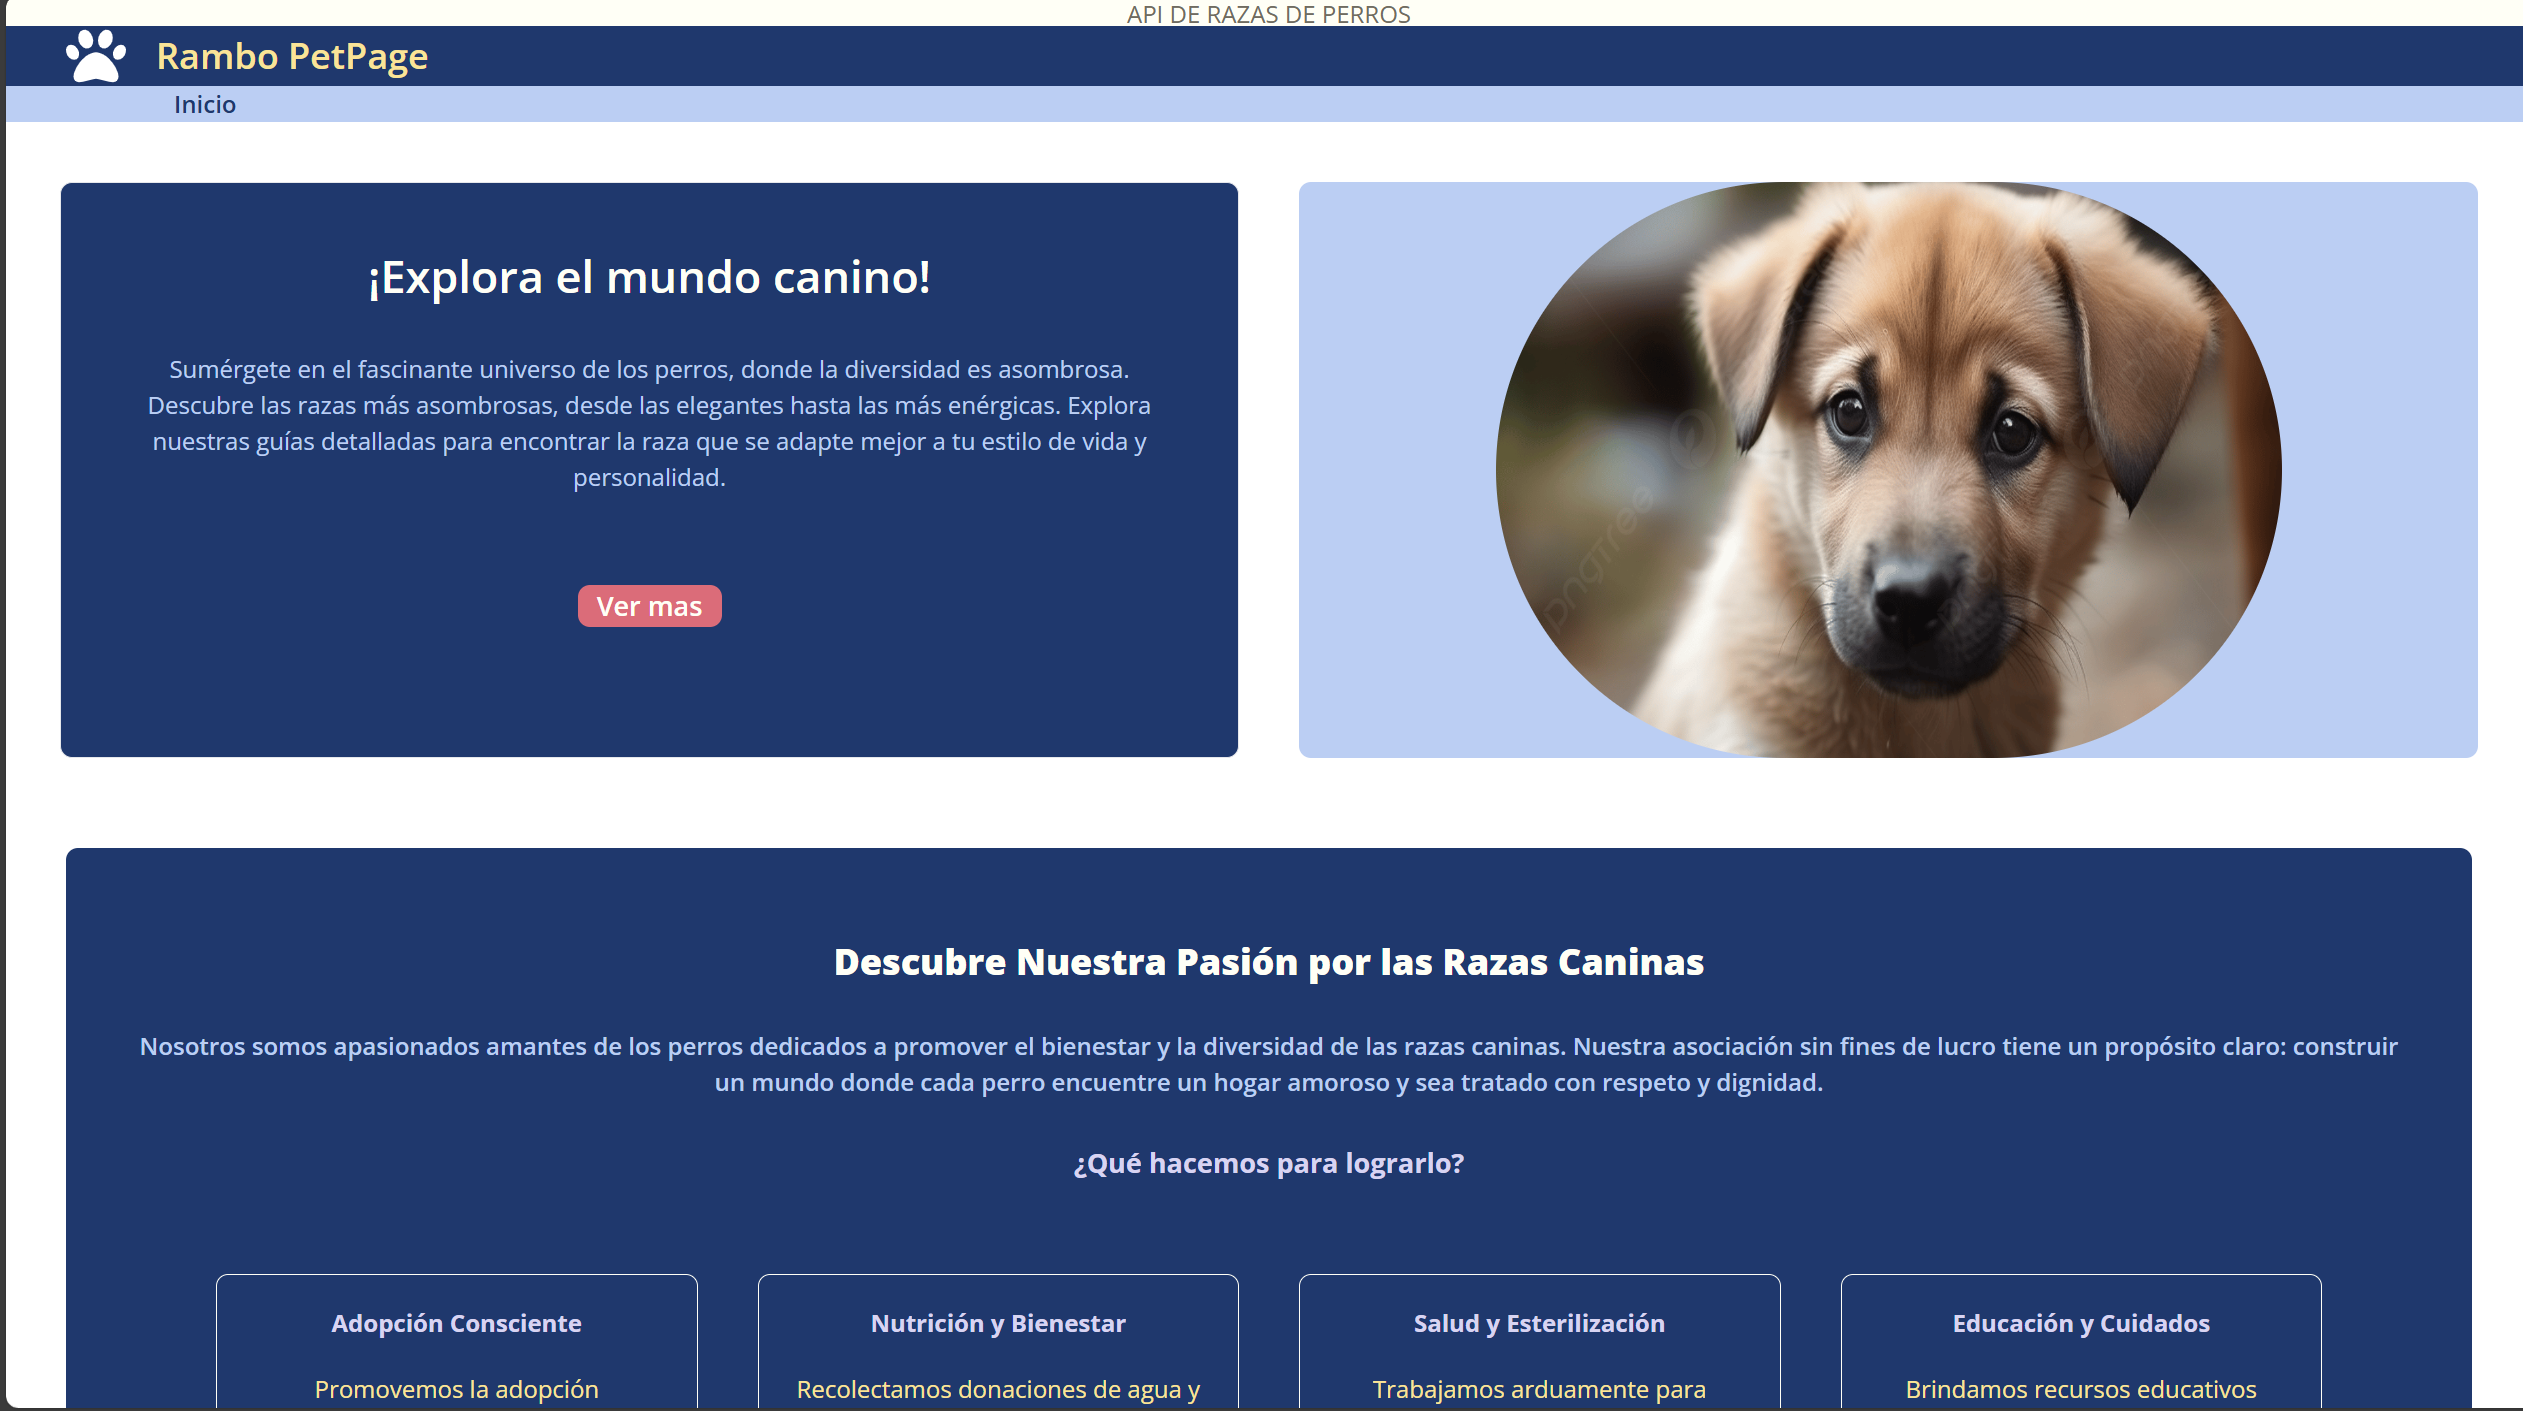 API DE RAZAS DE PERROS
Rambo PetPage
Inicio
¡Explora el mundo canino!
Sumérgete en el fascinante universo de los perros, donde la diversidad es asombrosa.
Descubre las razas más asombrosas, desde las elegantes hasta las más enérgicas. Explora
nuestras guías detalladas para encontrar la raza que se adapte mejor a tu estilo de vida y
personalidad.
Ver mas
pngtree
Descubre Nuestra Pasión por las Razas Caninas
Nosotros somos apasionados amantes de los perros dedicados a promover el bienestar y la diversidad de las razas caninas. Nuestra asociación sin fines de lucro tiene un propósito claro: construir
un mundo donde cada perro encuentre un hogar amoroso y sea tratado con respeto y dignidad.
¿Qué hacemos para lograrlo?
Adopción Consciente
Promovemos la adopción
Nutrición y Bienestar
Recolectamos donaciones de agua y
Salud y Esterilización
Trabajamos arduamente para
Educación y Cuidados
Brindamos recursos educativos